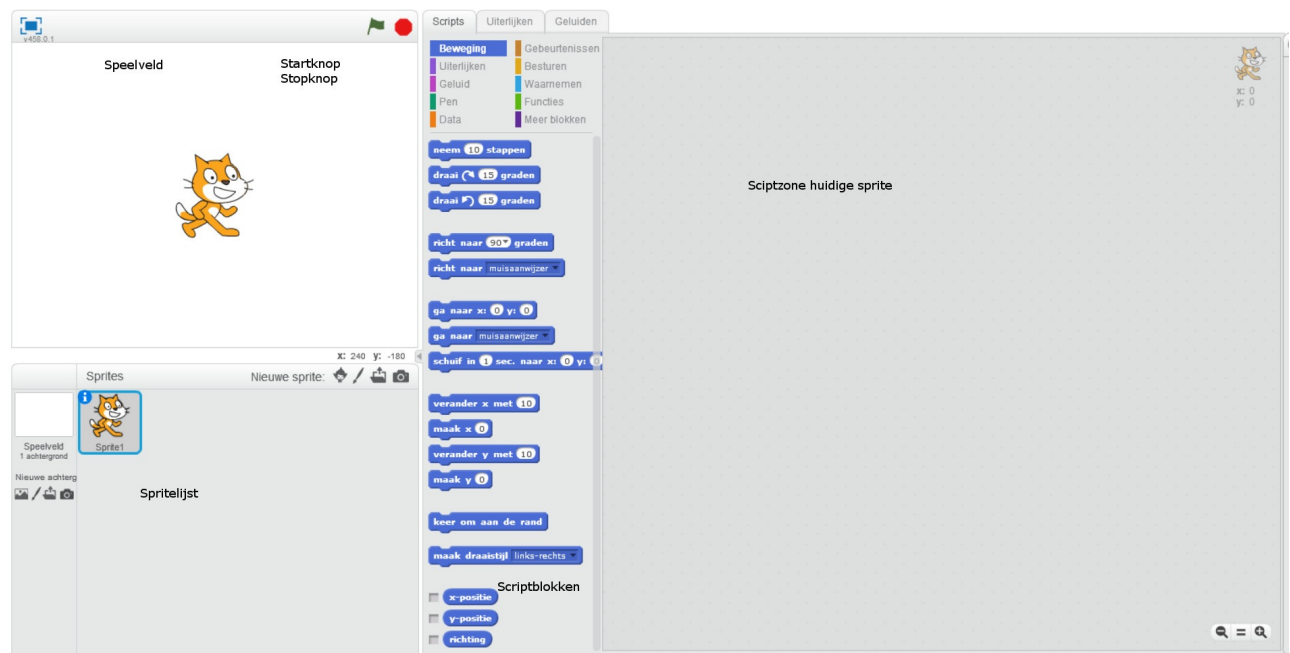 v456.0.1
Speelveld
Startknop
Stopknop
x: 240 y: -180
Sprites
Nieuwe sprite:
Speelveld
1 achtergrond
Sprite1
Nieuwe achterg
Spritelijst
Scripts
Uiterlijken
Geluiden
Beweging
Gebeurtenissen
Uiterlijken
Besturen
Geluid
Waarnemen
Pen
Functies
Data
Meer blokken
neem 10 stappen
draai 15 graden
draai 15 graden
richt naar 90 graden
richt naar muisaanwijzer
ga naar x: 0 y: 0
ga naar muisaanwijzer
schuif in 1 sec. naar x: 0 y: 0
verander x met 10
maak x 0
verander y met 10
maak y 0
keer om aan de rand
maak draaistijl links-rechts
Scriptblokken
x-positie
y-positie
richting
Sciptzone huidige sprite
x: 0
y: 0